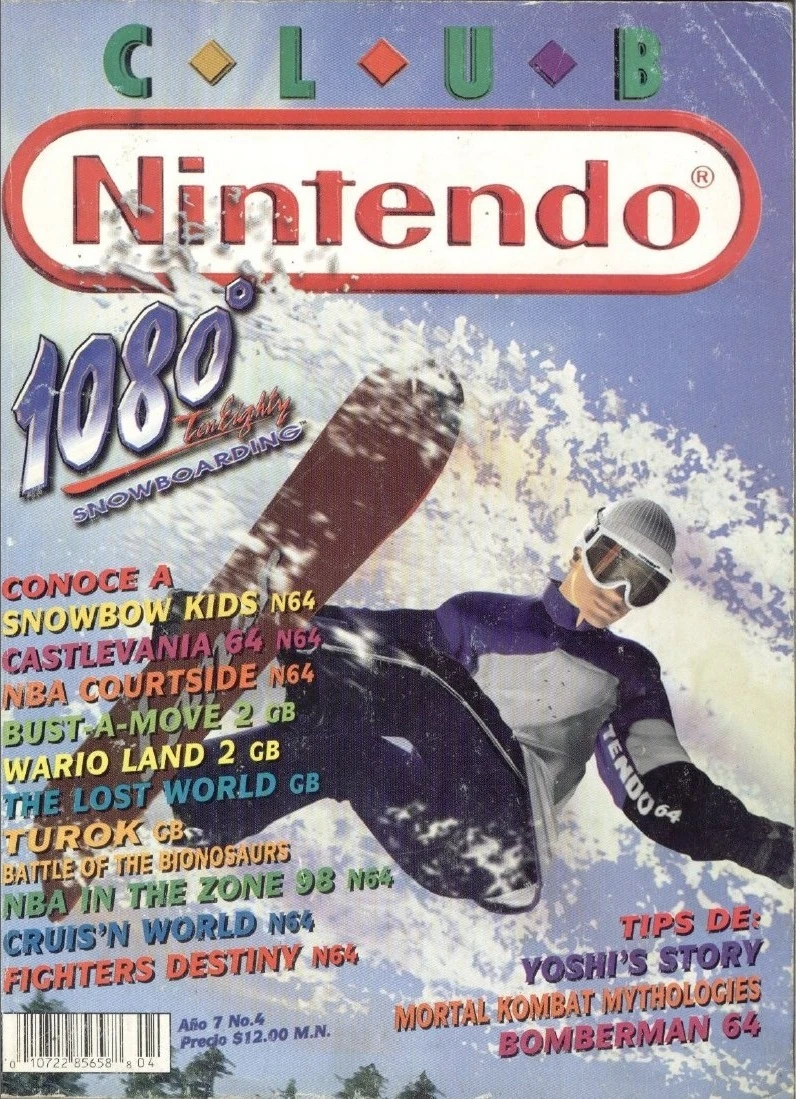 CLUB
Nintendo®
1080°
TenEighty
SNOWBOARDING
CONOCE A
SNOWBOW KIDS N64
CASTLEVANIA 64 N64
NBA COURTSIDE N64
BUST-A-MOVE 2 GB
WARIO LAND 2 GB
THE LOST WORLD GB
TUROK GB
BATTLE OF THE BIONOSAURS
NBA IN THE ZONE 98 N64
CRUIS'N WORLD N64
FIGHTERS DESTINY N64
TENDO 64
TIPS DE:
YOSHI'S STORY
MORTAL KOMBAT MYTHOLOGIES
BOMBERMAN 64
Año 7 No.4
Precio $12.00 M.N.
0 10722 85658 8 04